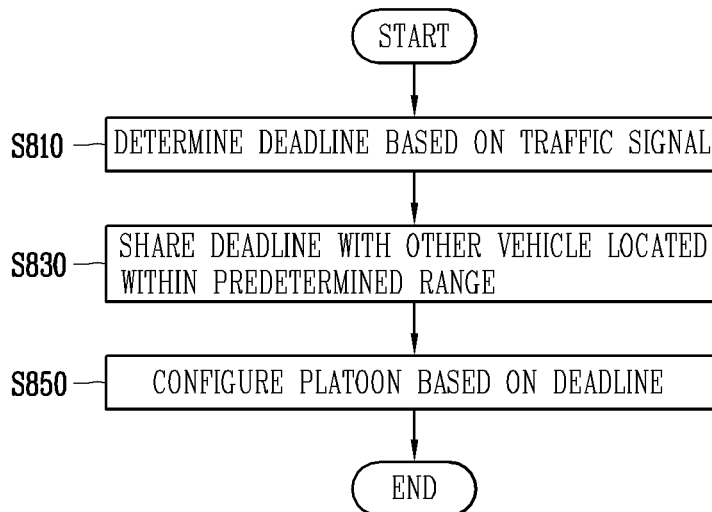 START
S810 DETERMINE DEADLINE BASED ON TRAFFIC SIGNAL
S830 SHARE DEADLINE WITH OTHER VEHICLE LOCATED
WITHIN PREDETERMINED RANGE
S850 CONFIGURE PLATOON BASED ON DEADLINE
END